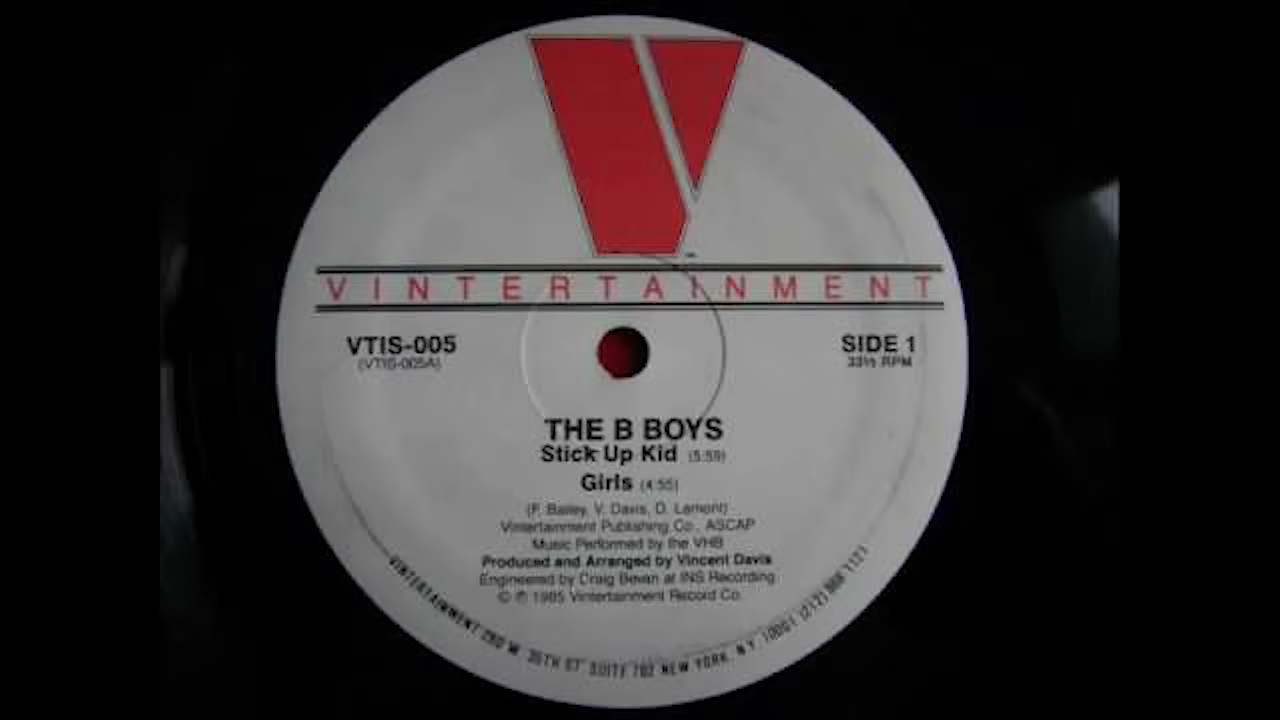 V
VINTERTAINMENT
VTIS-005
(VTIS-005A)
SIDE 1
33⅓ RPM
THE B BOYS
Stick Up Kid (5:59)
Girls (4:55)
(F. Bailey, V. Davis, D. Lamont)
Vintertainment Publishing Co., ASCAP
Music Performed by the VHB
Produced and Arranged by Vincent Davis
Engineered by Craig Bevan at INS Recording
© ℗ 1985 Vintertainment Record Co.
VINTERTAINMENT 260 W. 35TH ST SUITE 702 NEW YORK, N.Y. 10001 (212)